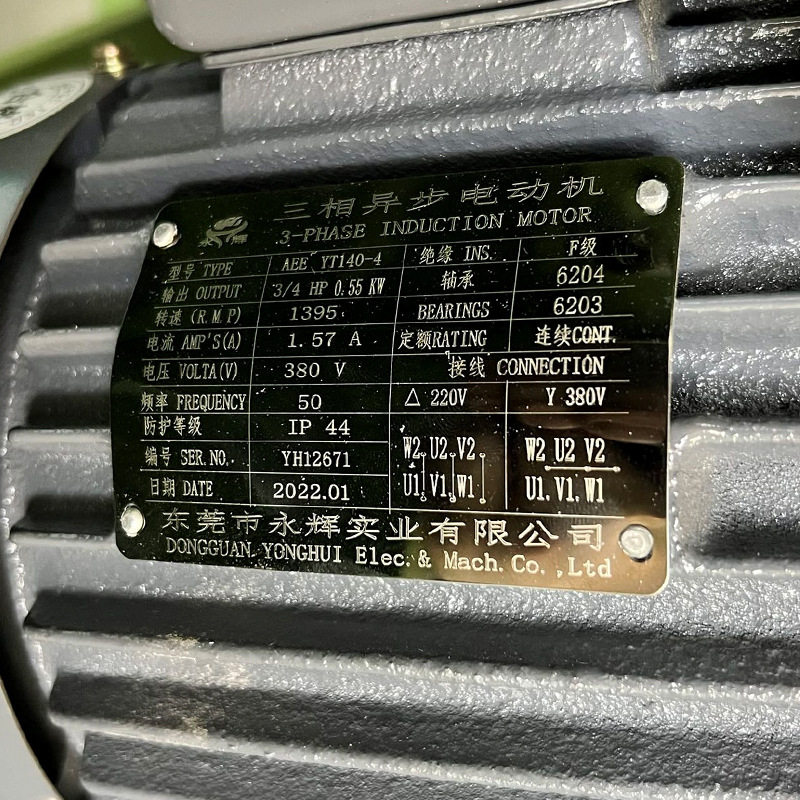 三相异步电动机
3-PHASE INDUCTION MOTOR
型号 TYPE AEE YT140-4 绝缘 INS. F级
输出 OUTPUT 3/4 HP 0.55 KW 轴承 6204
转速 (R.M.P) 1395 BEARINGS 6203
电流 AMP'S(A) 1.57 A 定额RATING 连续CONT.
电压 VOLTA(V) 380 V 接线 CONNECTION
频率 FREQUENCY 50 △ 220V Y 380V
防护等级 IP 44 W2 U2 V2 W2 U2 V2
编号 SER.NO. YH12671 U1 V1 W1 U1 V1 W1
日期 DATE 2022.01
东莞市永辉实业有限公司
DONGGUAN YONGHUI Elec.& Mach.Co.,Ltd